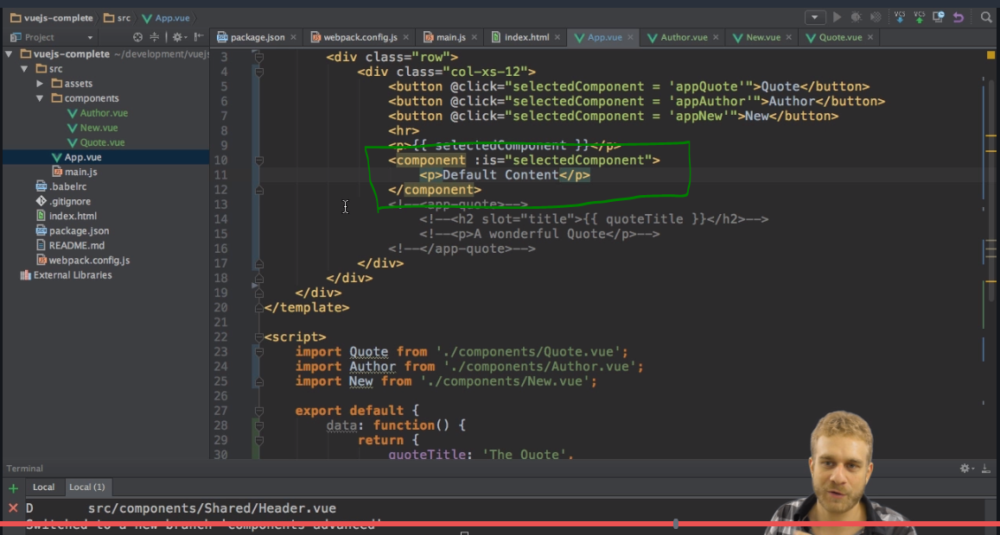 vuejs-complete src App.vue
Project
package.json webpack.config.js main.js index.html App.vue Author.vue New.vue Quote.vue
vuejs-complete ~/development/vuejs
src
assets
components
Author.vue
New.vue
Quote.vue
App.vue
main.js
.babelrc
.gitignore
index.html
package.json
README.md
webpack.config.js
External Libraries
VCS VCS
3 <div class="row">
4 <div class="col-xs-12">
5 <button @click="selectedComponent = 'appQuote'">Quote</button>
6 <button @click="selectedComponent = 'appAuthor'">Author</button>
7 <button @click="selectedComponent = 'appNew'">New</button>
8 <hr>
9 <p>{{ selectedComponent }}</p>
10 <component :is="selectedComponent">
11 <p>Default Content</p>
12 </component>
13 <!--<app-quote>-->
14 <!--<h2 slot="title">{{ quoteTitle }}</h2>-->
15 <!--<p>A wonderful Quote</p>-->
16 <!--</app-quote>-->
17 </div>
18 </div>
19 </div>
20 </template>
21
22 <script>
23 import Quote from './components/Quote.vue';
24 import Author from './components/Author.vue';
25 import New from './components/New.vue';
26
27 export default {
28 data: function() {
29 return {
30 quoteTitle: 'The Quote',
Terminal
Local Local (1)
D src/components/Shared/Header.vue
Switched to a new branch 'components-advanced'